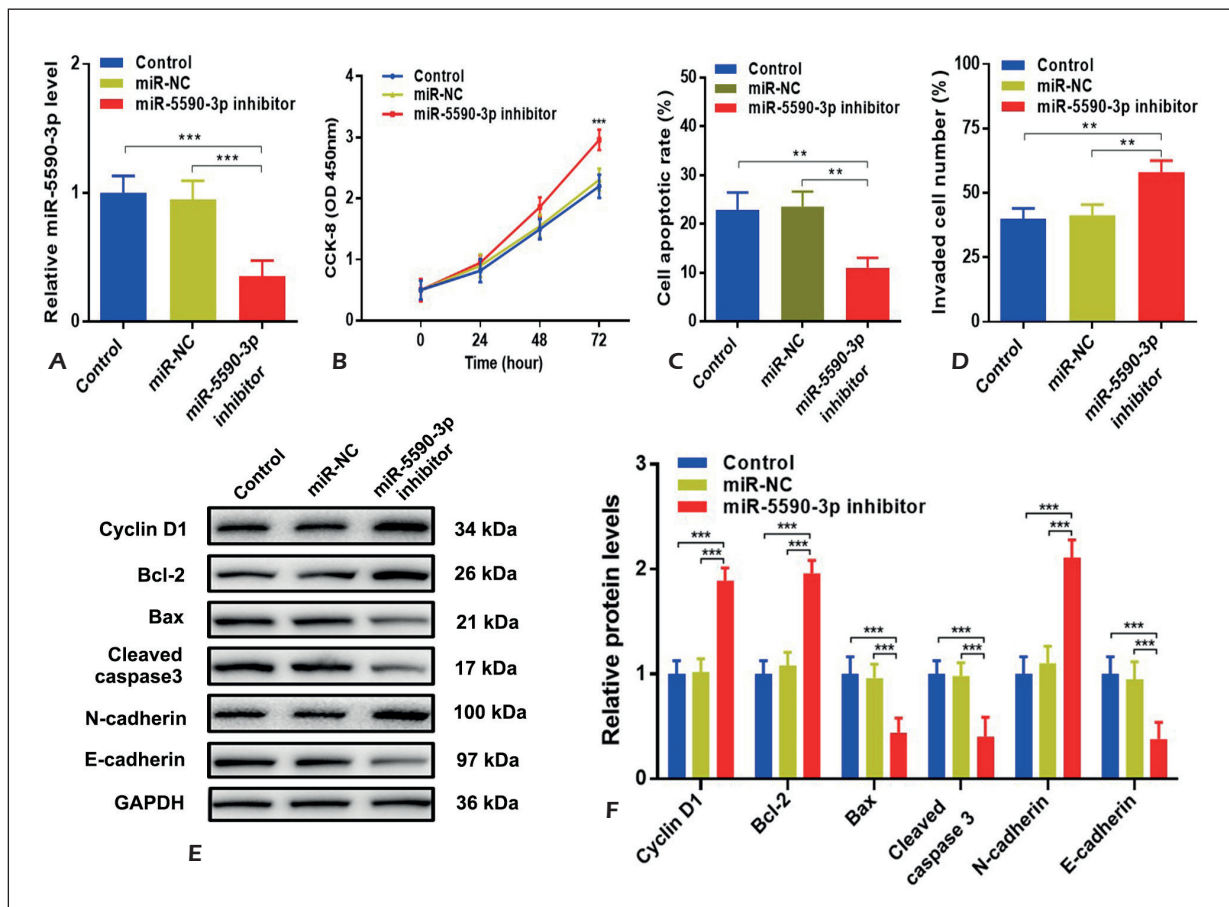 Control
miR-NC
miR-5590-3p inhibitor
Relative miR-5590-3p level
2
1
0
***
***
Control
miR-NC
miR-5590-3p
inhibitor
A
Control
miR-NC
miR-5590-3p inhibitor
CCK-8 (OD 450nm)
4
3
2
1
0
***
0
24
48
72
Time (hour)
B
Control
miR-NC
miR-5590-3p inhibitor
Cell apoptotic rate (%)
50
40
30
20
10
0
**
**
Control
miR-NC
miR-5590-3p
inhibitor
C
Control
miR-NC
miR-5590-3p inhibitor
Invaded cell number (%)
100
75
50
25
0
**
**
Control
miR-NC
miR-5590-3p
inhibitor
D
Control
miR-NC
miR-5590-3p
inhibitor
Cyclin D1 34 kDa
Bcl-2 26 kDa
Bax 21 kDa
Cleaved
caspase3 17 kDa
N-cadherin 100 kDa
E-cadherin 97 kDa
GAPDH 36 kDa
E
Control
miR-NC
miR-5590-3p inhibitor
Relative protein levels
3
2
1
0
***
***
***
***
***
***
***
***
***
***
***
***
Cyclin D1
Bcl-2
Bax
Cleaved
caspase 3
N-cadherin
E-cadherin
F